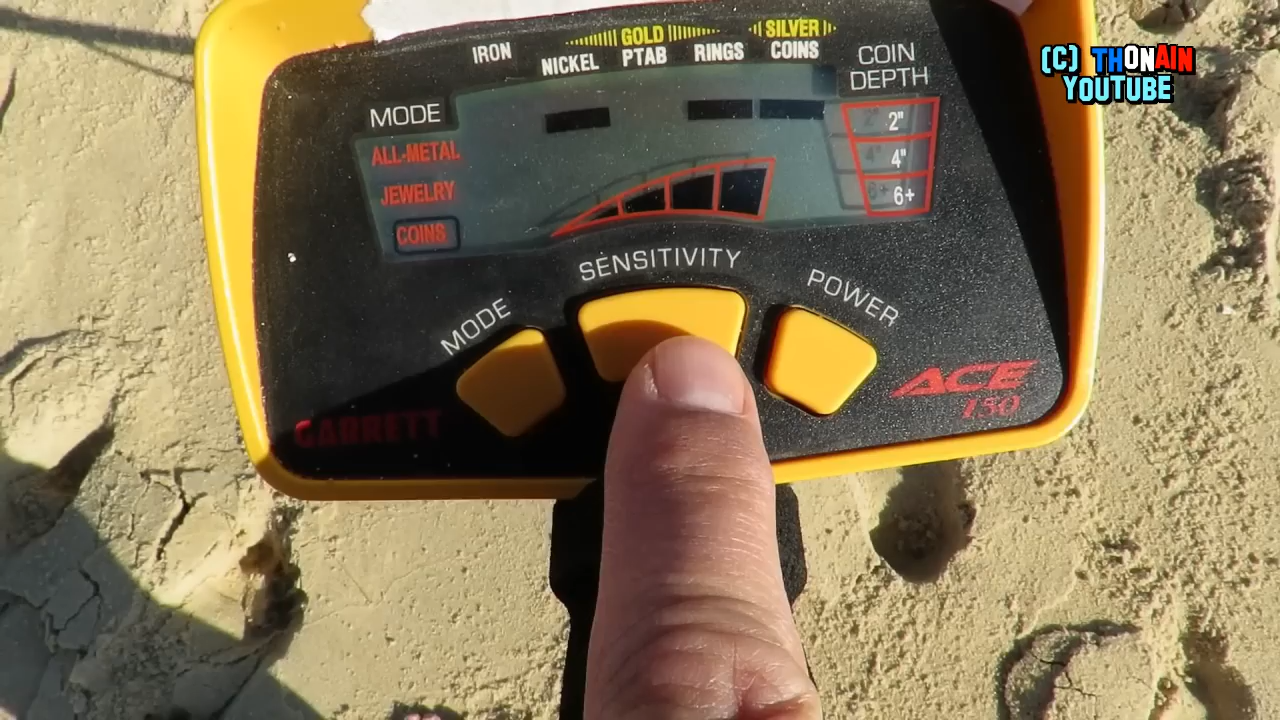 IRON
NICKEL
GOLD
PTAB
RINGS
SILVER
COINS
COIN
DEPTH
(C) THONAIN
YOUTUBE
MODE
ALL-METAL
JEWELRY
COINS
2"
4"
6+
SENSITIVITY
MODE
POWER
GARRETT
ACE
150